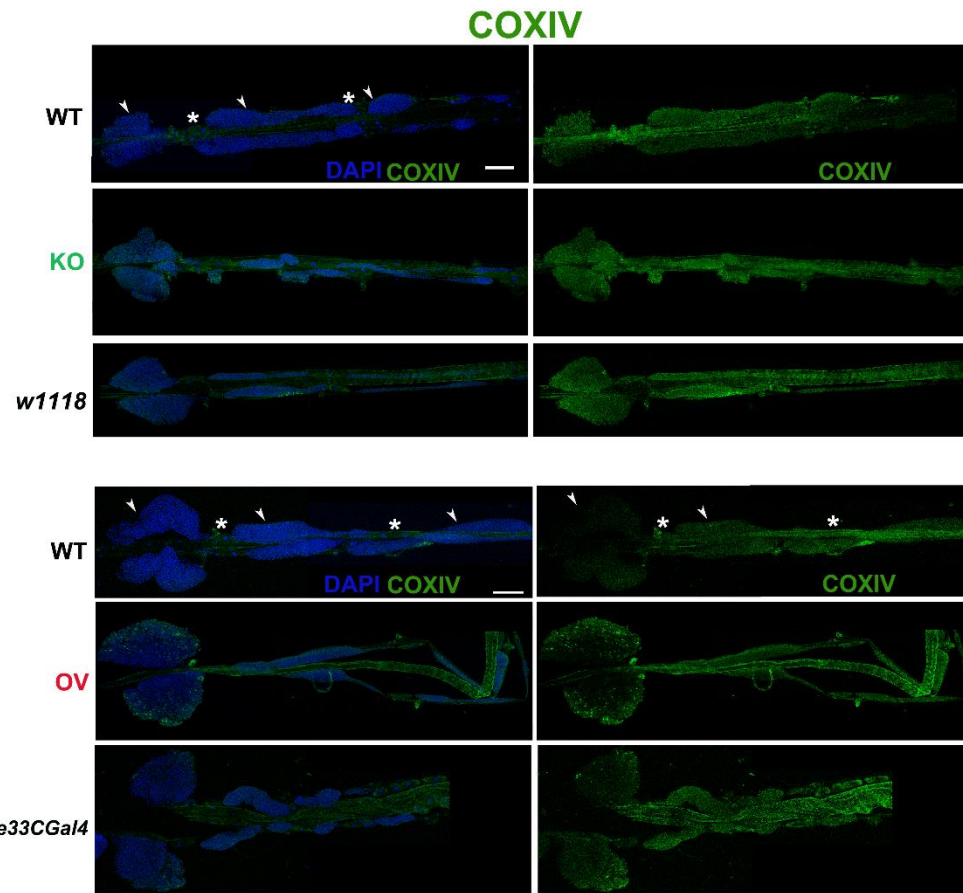 COXIV
WT
*
*
DAPI COXIV
COXIV
KO
w1118
WT
*
*
*
*
DAPI COXIV
COXIV
OV
e33CGal4